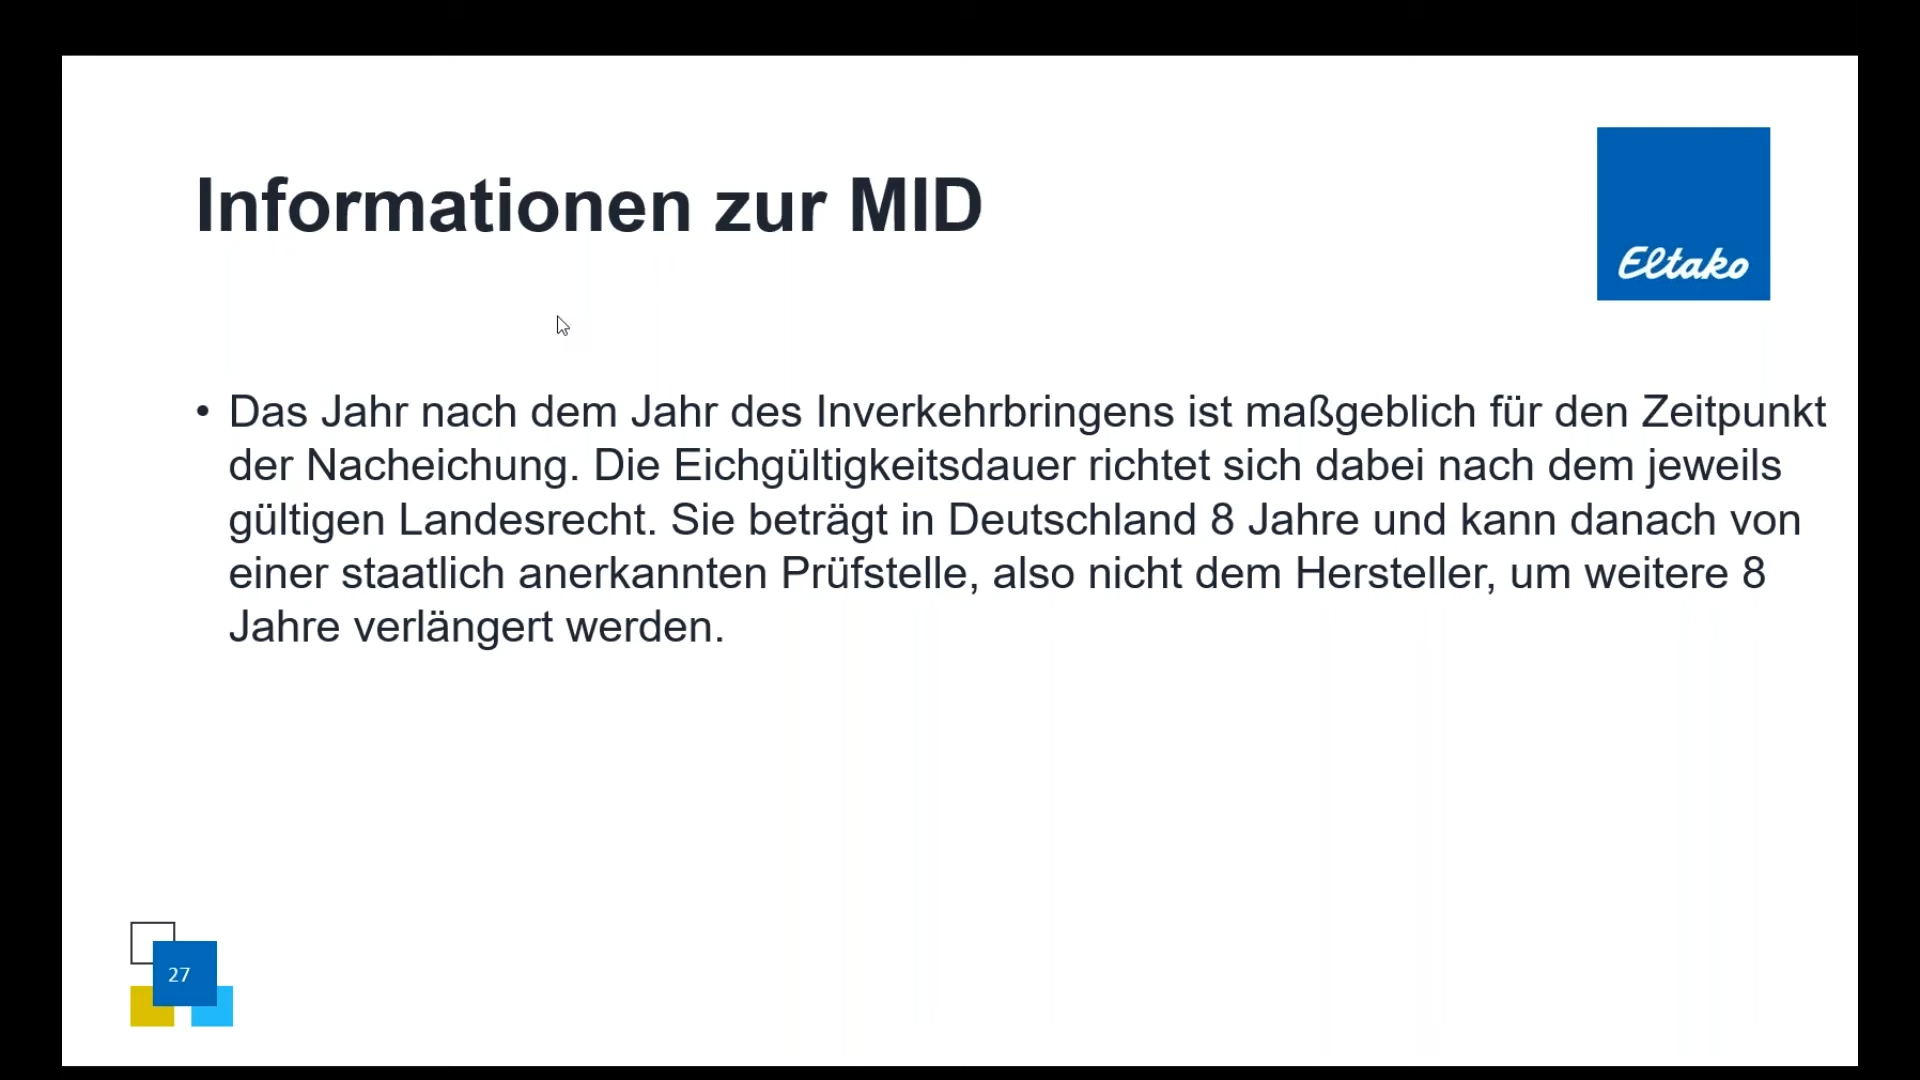 Informationen zur MID
Eltako
• Das Jahr nach dem Jahr des Inverkehrbringens ist maßgeblich für den Zeitpunkt
der Nacheichung. Die Eichgültigkeitsdauer richtet sich dabei nach dem jeweils
gültigen Landesrecht. Sie beträgt in Deutschland 8 Jahre und kann danach von
einer staatlich anerkannten Prüfstelle, also nicht dem Hersteller, um weitere 8
Jahre verlängert werden.
27